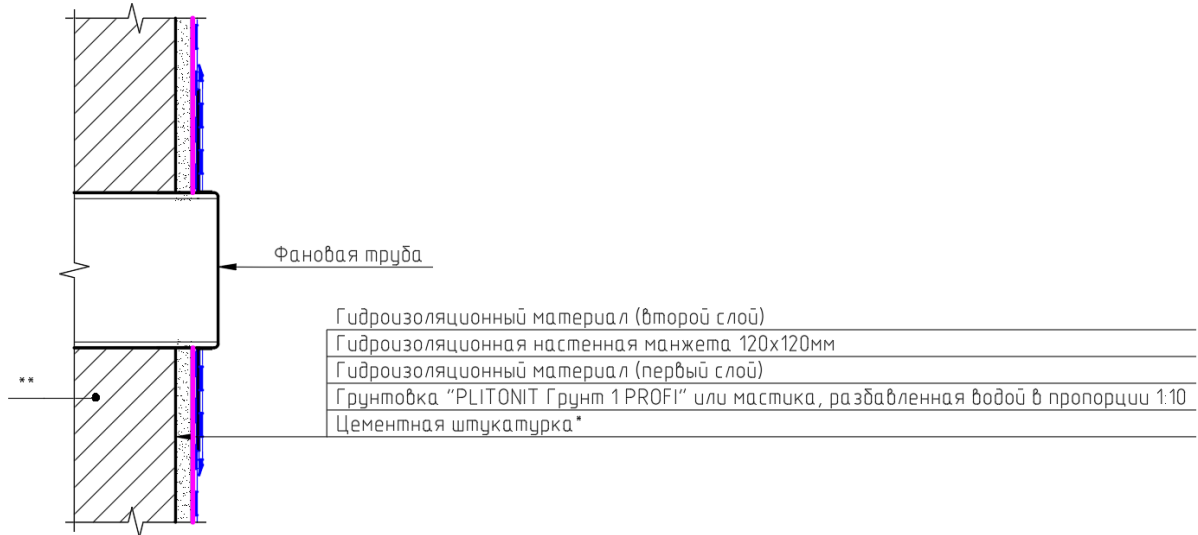 Фановая труба
Гидроизоляционный материал (второй слой)
Гидроизоляционная настенная манжета 120х120мм
Гидроизоляционный материал (первый слой)
Грунтовка "PLITONIT Грунт 1 PROFI" или мастика, разбавленная водой в пропорции 1:10
Цементная штукатурка*
**